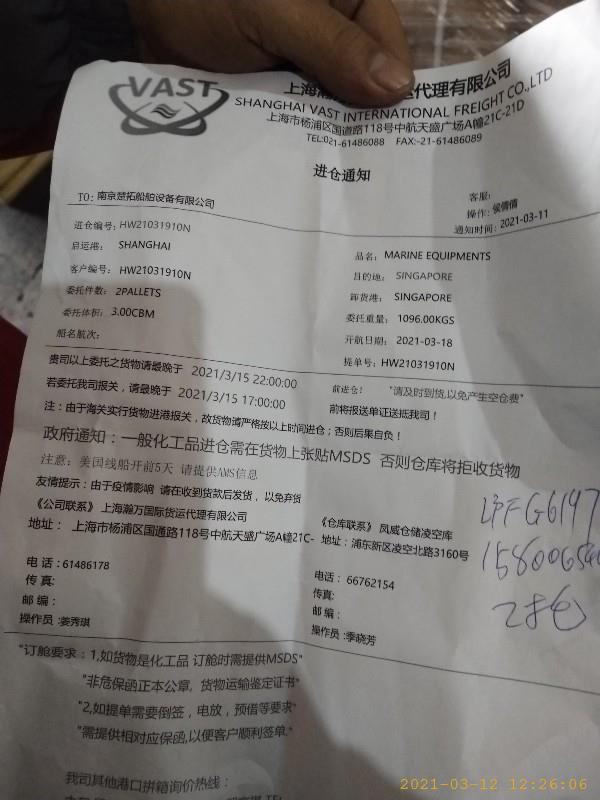 VAST
上海瀚 代理有限公司
SHANGHAI VAST INTERNATIONAL FREIGHT CO.,LTD
上海市杨浦区国道路118号中航天盛广场A幢21C-21D
TEL:021-61486088 FAX:-21-61486089
进仓通知
客服:
TO: 南京楚拓船舶设备有限公司
操作: 侯倩倩
通知时间: 2021-03-11
进仓编号: HW21031910N
品名: MARINE EQUIPMENTS
启运港: SHANGHAI
目的地: SINGAPORE
客户编号: HW21031910N
卸货港: SINGAPORE
委托件数: 2PALLETS
委托重量: 1096.00KGS
委托体积: 3.00CBM
开航日期: 2021-03-18
船名航次:
提单号: HW21031910N
贵司以上委托之货物请最晚于 2021/3/15 22:00:00 前进仓! "请及时到货,以免产生空仓费"
若委托我司报关，请最晚于 2021/3/15 17:00:00 前将报送单证送抵我司！
注：由于海关实行货物进港报关，故货物请严格按以上时间进仓；否则后果自负！
政府通知：一般化工品进仓需在货物上张贴MSDS 否则仓库将拒收货物
注意：美国线船开前5天 请提供AMS信息
友情提示：由于疫情影响 请在收到货款后发货，以免弃货
《公司联系》上海瀚万国际货运代理有限公司
《仓库联系》 凤威仓储凌空库
地址： 上海市杨浦区国通路118号中航天盛广场A幢21C-
地址：浦东新区凌空北路3160号
G6197
2件
电话：61486178
电话： 66762154
传真:
传真:
邮编：
邮编：
操作员:姜秀琪
操作员 :季晓芳
"订舱要求：1,如货物是化工品 订舱时需提供MSDS"
"非危保函正本公章，货物运输鉴定证书"
"2,如提单需要倒签，电放，预借等要求"
"需提供相对应保函,以便客户顺利签单."
我司其他港口拼箱询价热线：
2021-03-12 12:26:06